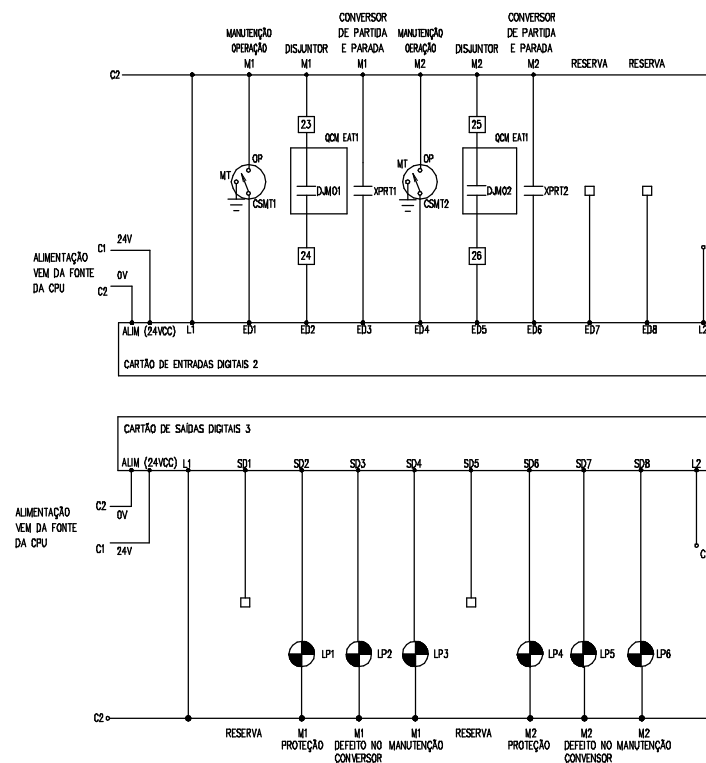 CONVERSOR CONVERSOR
MANUTENÇÃO DE PARTIDA MANUTENÇÃO DE PARTIDA
OPERAÇÃO DISJUNTOR E PARADA OERAÇÃO DISJUNTOR E PARADA
M1 M1 M1 M2 M2 M2 RESERVA RESERVA
C2
23 25
QCM EAT1 QCM EAT1
OP OP
MT MT
DJM01 XPRT1 DJM02 XPRT2
CSMT1 CSMT2
24V
C1
24 26
ALIMENTAÇÃO
VEM DA FONTE
DA CPU
0V
C2
ALIM (24VCC) L1 ED1 ED2 ED3 ED4 ED5 ED6 ED7 ED8 L2
CARTÃO DE ENTRADAS DIGITAIS 2
CARTÃO DE SAÍDAS DIGITAIS 3
ALIM (24VCC) L1 SD1 SD2 SD3 SD4 SD5 SD6 SD7 SD8 L2
C2
0V
ALIMENTAÇÃO
VEM DA FONTE
DA CPU
C1
24V
C
LP1 LP2 LP3 LP4 LP5 LP6
C2
RESERVA M1 M1 M1 RESERVA M2 M2 M2
PROTEÇÃO DEFEITO NO MANUTENÇÃO PROTEÇÃO DEFEITO NO MANUTENÇÃO
CONVERSOR CONVENSOR